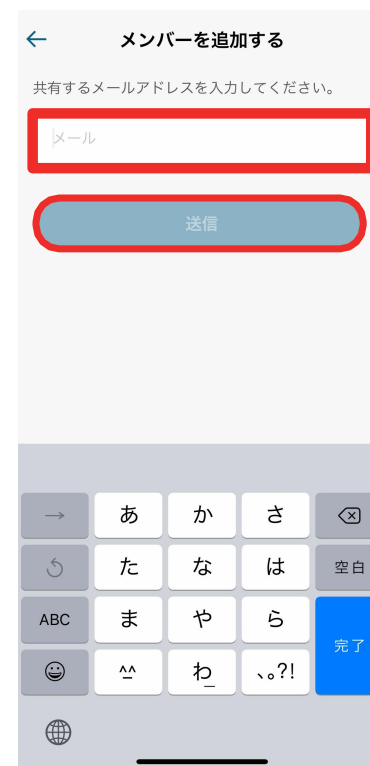 メンバーを追加する
共有するメールアドレスを入力してください。
メール
送信
→ あ か さ
た な は 空白
ABC ま や ら
完了
^_^ わ_ 、。?!